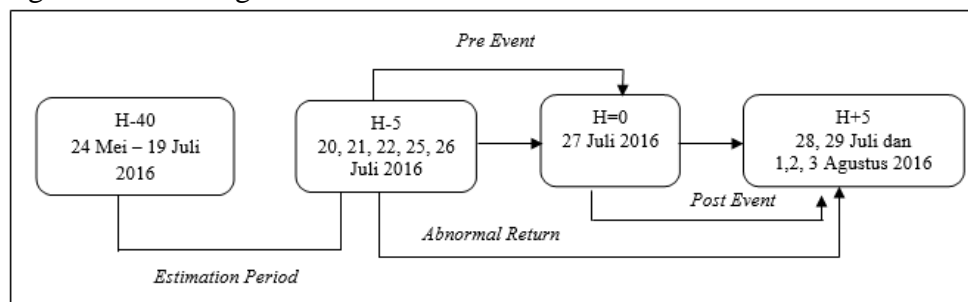 Pre Event
H-40
24 Mei – 19 Juli
2016
H-5
20, 21, 22, 25, 26
Juli 2016
H=0
27 Juli 2016
H+5
28, 29 Juli dan
1,2, 3 Agustus 2016
Post Event
Abnormal Return
Estimation Period